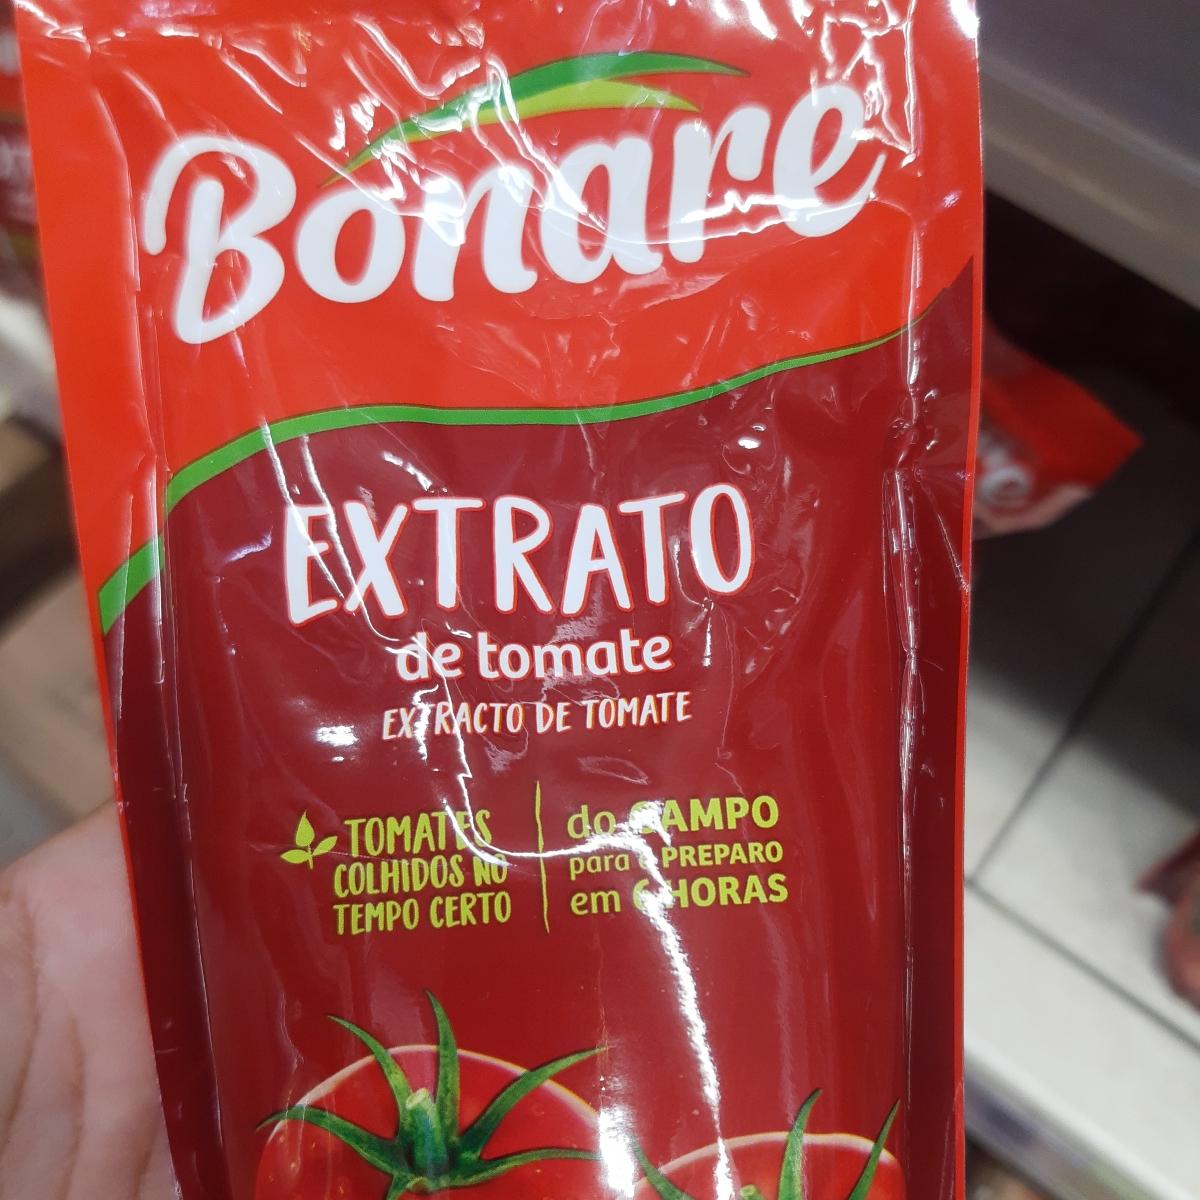 Bonare
EXTRATO
de tomate
EXTRACTO DE TOMATE
TOMATES
COLHIDOS NO
TEMPO CERTO
do CAMPO
para o PREPARO
em 6 HORAS